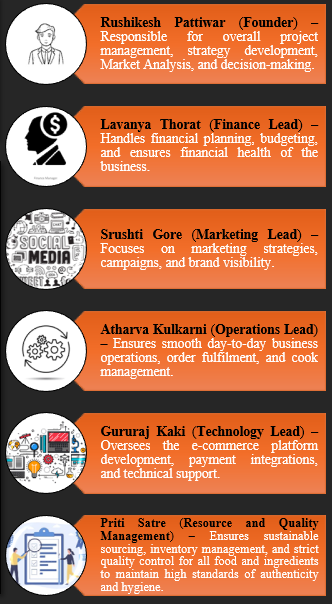 Rushikesh Pattiwar (Founder) –
Responsible for overall project
management, strategy development,
Market Analysis, and decision-making.
Lavanya Thorat (Finance Lead) –
Handles financial planning, budgeting,
and ensures financial health of the
business.
Srushti Gore (Marketing Lead) –
Focuses on marketing strategies,
campaigns, and brand visibility.
SOCIAL
MEDIA
Atharva Kulkarni (Operations Lead)
– Ensures smooth day-to-day business
operations, order fulfilment, and cook
management.
Gururaj Kaki (Technology Lead) –
Oversees the e-commerce platform
development, payment integrations,
and technical support.
Priti Satre (Resource and Quality
Management) – Ensures sustainable
sourcing, inventory management, and strict
quality control for all food and ingredients
to maintain high standards of authenticity
and hygiene.